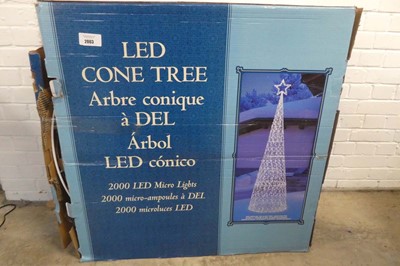 LED
CONE TREE
Arbre conique
à DEL
Árbol
LED cónico
2000 LED Micro Lights
2000 micro-ampoules à DEL
2000 microluces LED